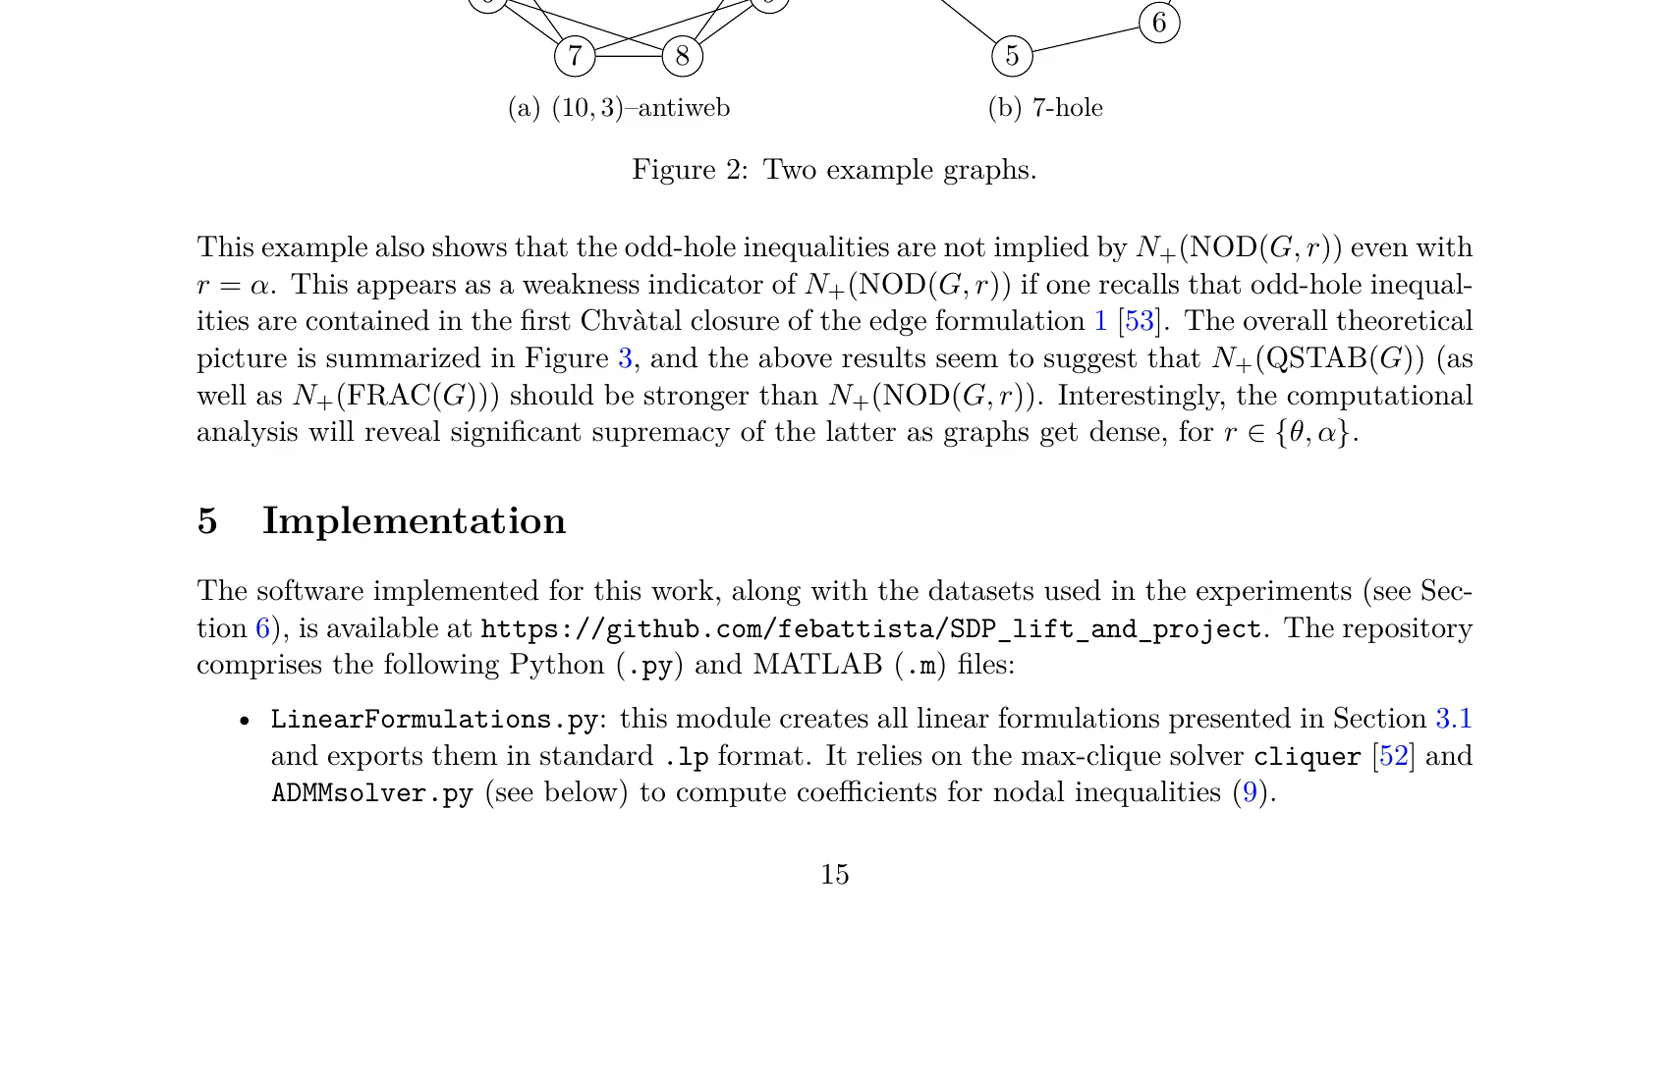 6
7
8
5
(a) (10, 3)–antiweb
(b) 7-hole
Figure 2: Two example graphs.
This example also shows that the odd-hole inequalities are not implied by N₊(NOD(G, r)) even with
r = α. This appears as a weakness indicator of N₊(NOD(G, r)) if one recalls that odd-hole inequal-
ities are contained in the first Chvàtal closure of the edge formulation 1 [53]. The overall theoretical
picture is summarized in Figure 3, and the above results seem to suggest that N₊(QSTAB(G)) (as
well as N₊(FRAC(G))) should be stronger than N₊(NOD(G, r)). Interestingly, the computational
analysis will reveal significant supremacy of the latter as graphs get dense, for r ∈ {θ, α}.
5 Implementation
The software implemented for this work, along with the datasets used in the experiments (see Sec-
tion 6), is available at https://github.com/febattista/SDP_lift_and_project. The repository
comprises the following Python (.py) and MATLAB (.m) files:
• LinearFormulations.py: this module creates all linear formulations presented in Section 3.1
and exports them in standard .lp format. It relies on the max-clique solver cliquer [52] and
ADMMsolver.py (see below) to compute coefficients for nodal inequalities (9).
15